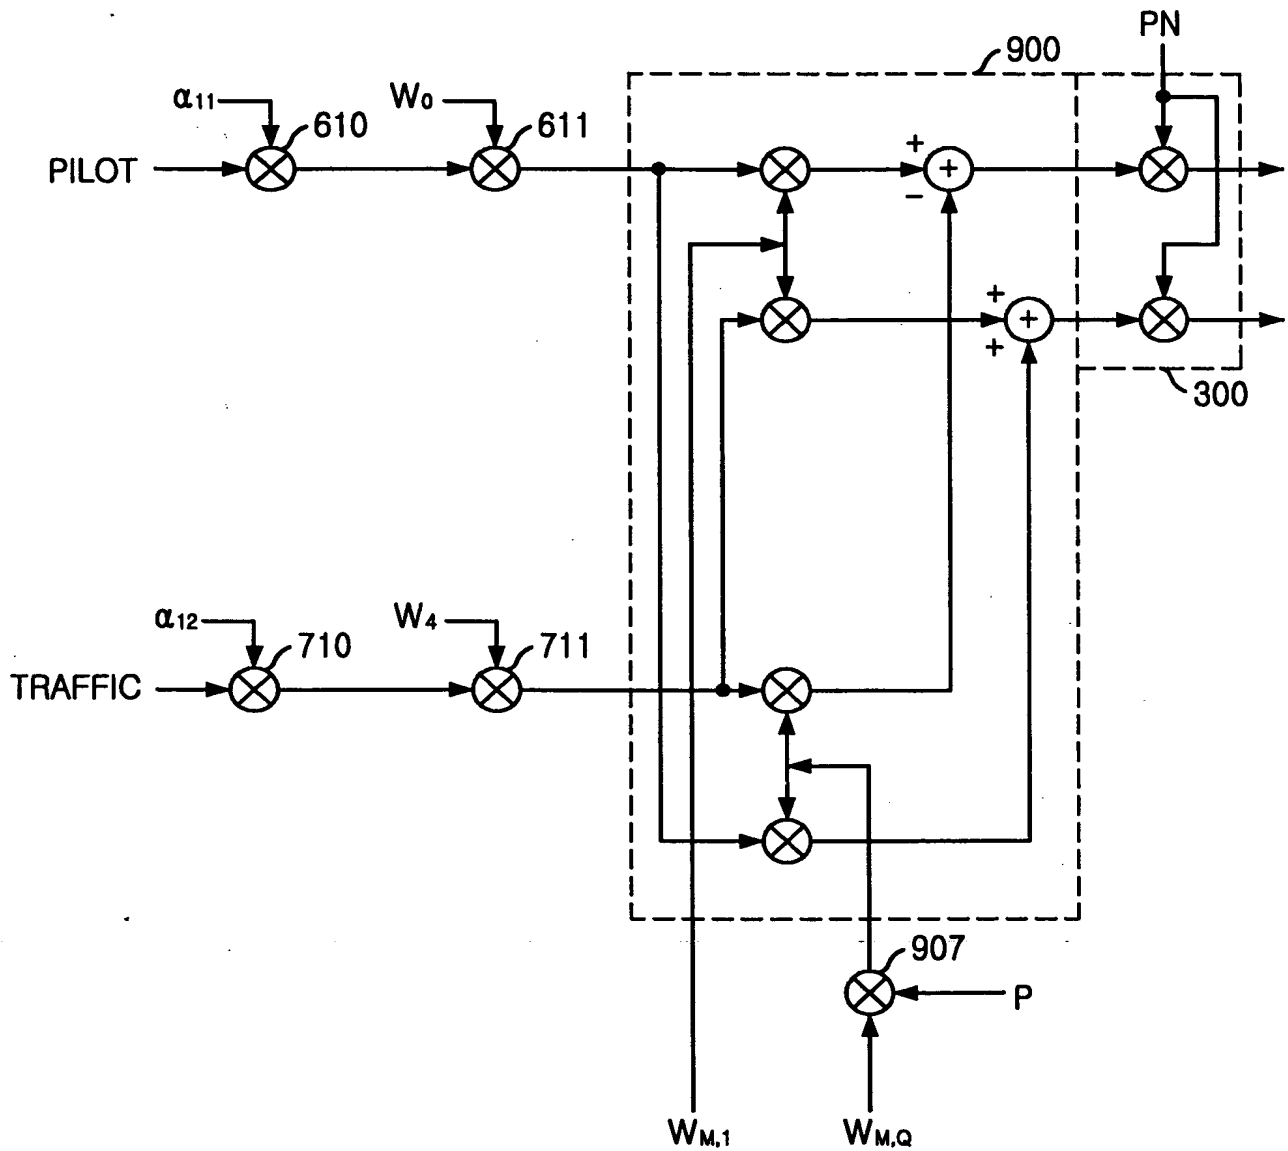 PN
900
α11
W0
610
611
PILOT
+
−
+
+
+
+
300
α12
W4
710
711
TRAFFIC
907
P
WM,1
WM,Q